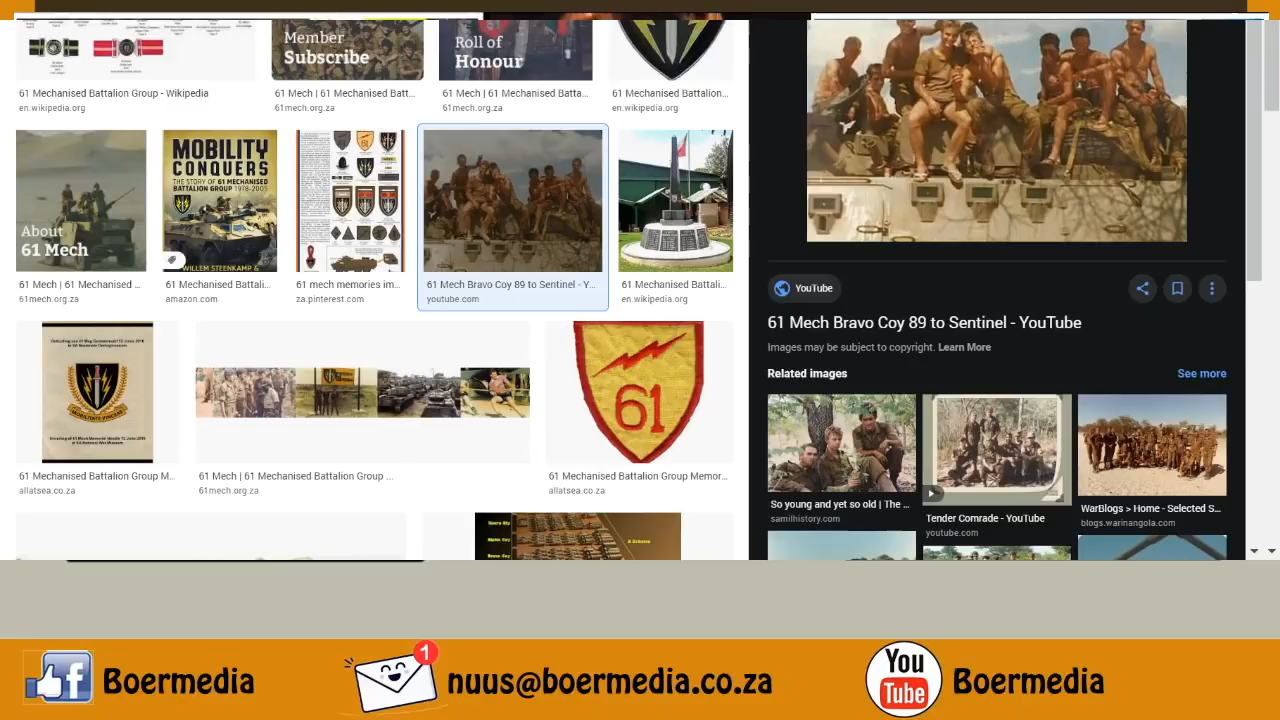 Member
Subscribe
Roll of
Honour
61 Mechanised Battalion Group - Wikipedia
en.wikipedia.org
61 Mech | 61 Mechanised Batt...
61mech.org.za
61 Mech | 61 Mechanised Batta...
61mech.org.za
61 Mechanised Battalion...
en.wikipedia.org
About
61 Mech
MOBILITY
CONQUERS
THE STORY OF 61 MECHANISED
BATTALION GROUP 1978-2005
WILLEM STEENKAMP &
61 Mech | 61 Mechanised ...
61mech.org.za
61 Mechanised Battali...
amazon.com
61 mech memories im...
za.pinterest.com
61 Mech Bravo Coy 89 to Sentinel - Y...
youtube.com
61 Mechanised Battali...
en.wikipedia.org
MOBILITATE VINCERE
61
61 Mechanised Battalion Group M...
allatsea.co.za
61 Mech | 61 Mechanised Battalion Group ...
61mech.org.za
61 Mechanised Battalion Group Memor...
allatsea.co.za
YouTube
61 Mech Bravo Coy 89 to Sentinel - YouTube
Images may be subject to copyright. Learn More
Related images
See more
So young and yet so old | The ...
samilhistory.com
Tender Comrade - YouTube
youtube.com
WarBlogs > Home - Selected S...
blogs.warinangola.com
f
Boermedia
1
nuus@boermedia.co.za
You
Tube
Boermedia